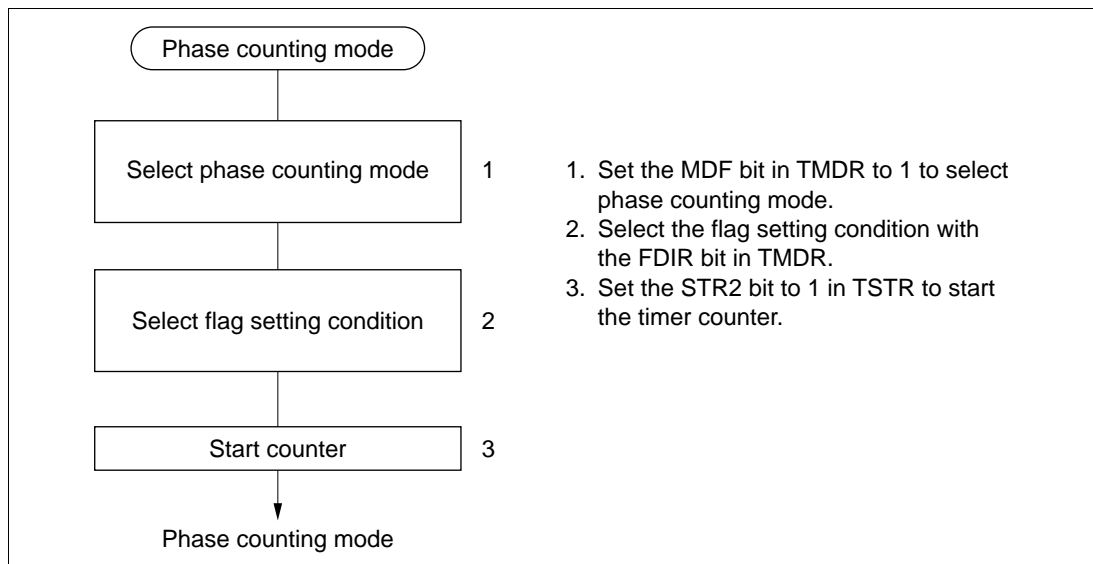 Phase counting mode
Select phase counting mode 1
Select flag setting condition 2
Start counter 3
Phase counting mode
1. Set the MDF bit in TMDR to 1 to select
phase counting mode.
2. Select the flag setting condition with
the FDIR bit in TMDR.
3. Set the STR2 bit to 1 in TSTR to start
the timer counter.